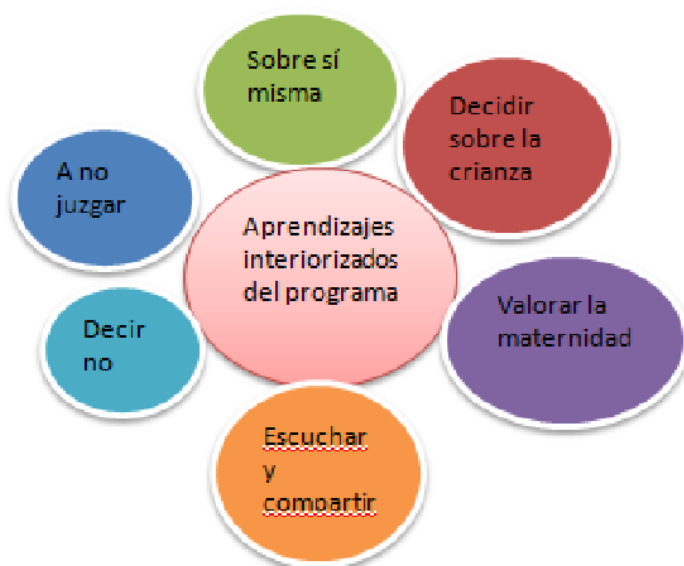 Sobre sí
misma
Decidir
sobre la
crianza
A no
juzgar
Aprendizajes
interiorizados
del programa
Valorar la
maternidad
Decir
no
Escuchar
y
compartir